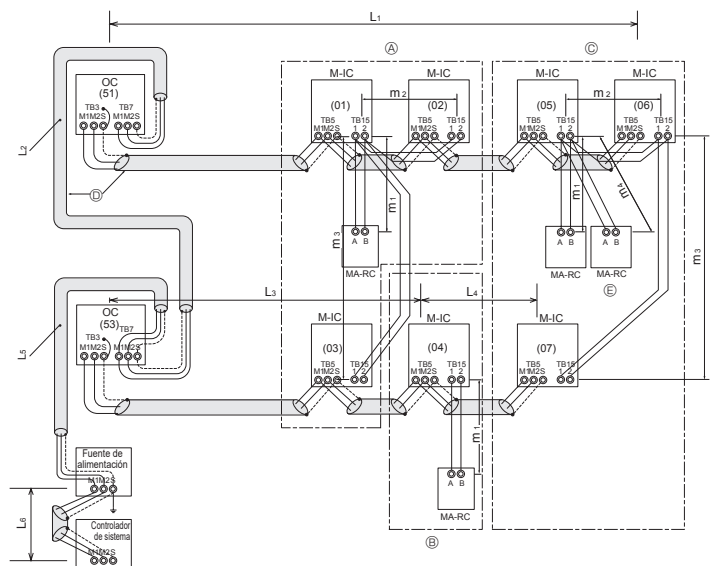 L1
A
C
OC
(51)
TB3
TB7
M1M2S
M1M2S
M-IC
(01)
TB5
M1M2S
TB15
1 2
m2
M-IC
(02)
TB5
M1M2S
TB15
1 2
M-IC
(05)
TB5
M1M2S
TB15
1 2
m2
M-IC
(06)
TB5
M1M2S
TB15
1 2
L2
D
m1
m3
A B
MA-RC
m1
m4
A B
MA-RC
A B
MA-RC
E
m3
L3
L4
OC
(53)
TB3
TB7
M1M2S
M1M2S
M-IC
(03)
TB5
M1M2S
TB15
1 2
M-IC
(04)
TB5
M1M2S
TB15
1 2
M-IC
(07)
TB5
M1M2S
TB15
1 2
L5
m1
A B
MA-RC
B
Fuente de
alimentación
M1M2S
L6
Controlador
de sistema
M1M2S